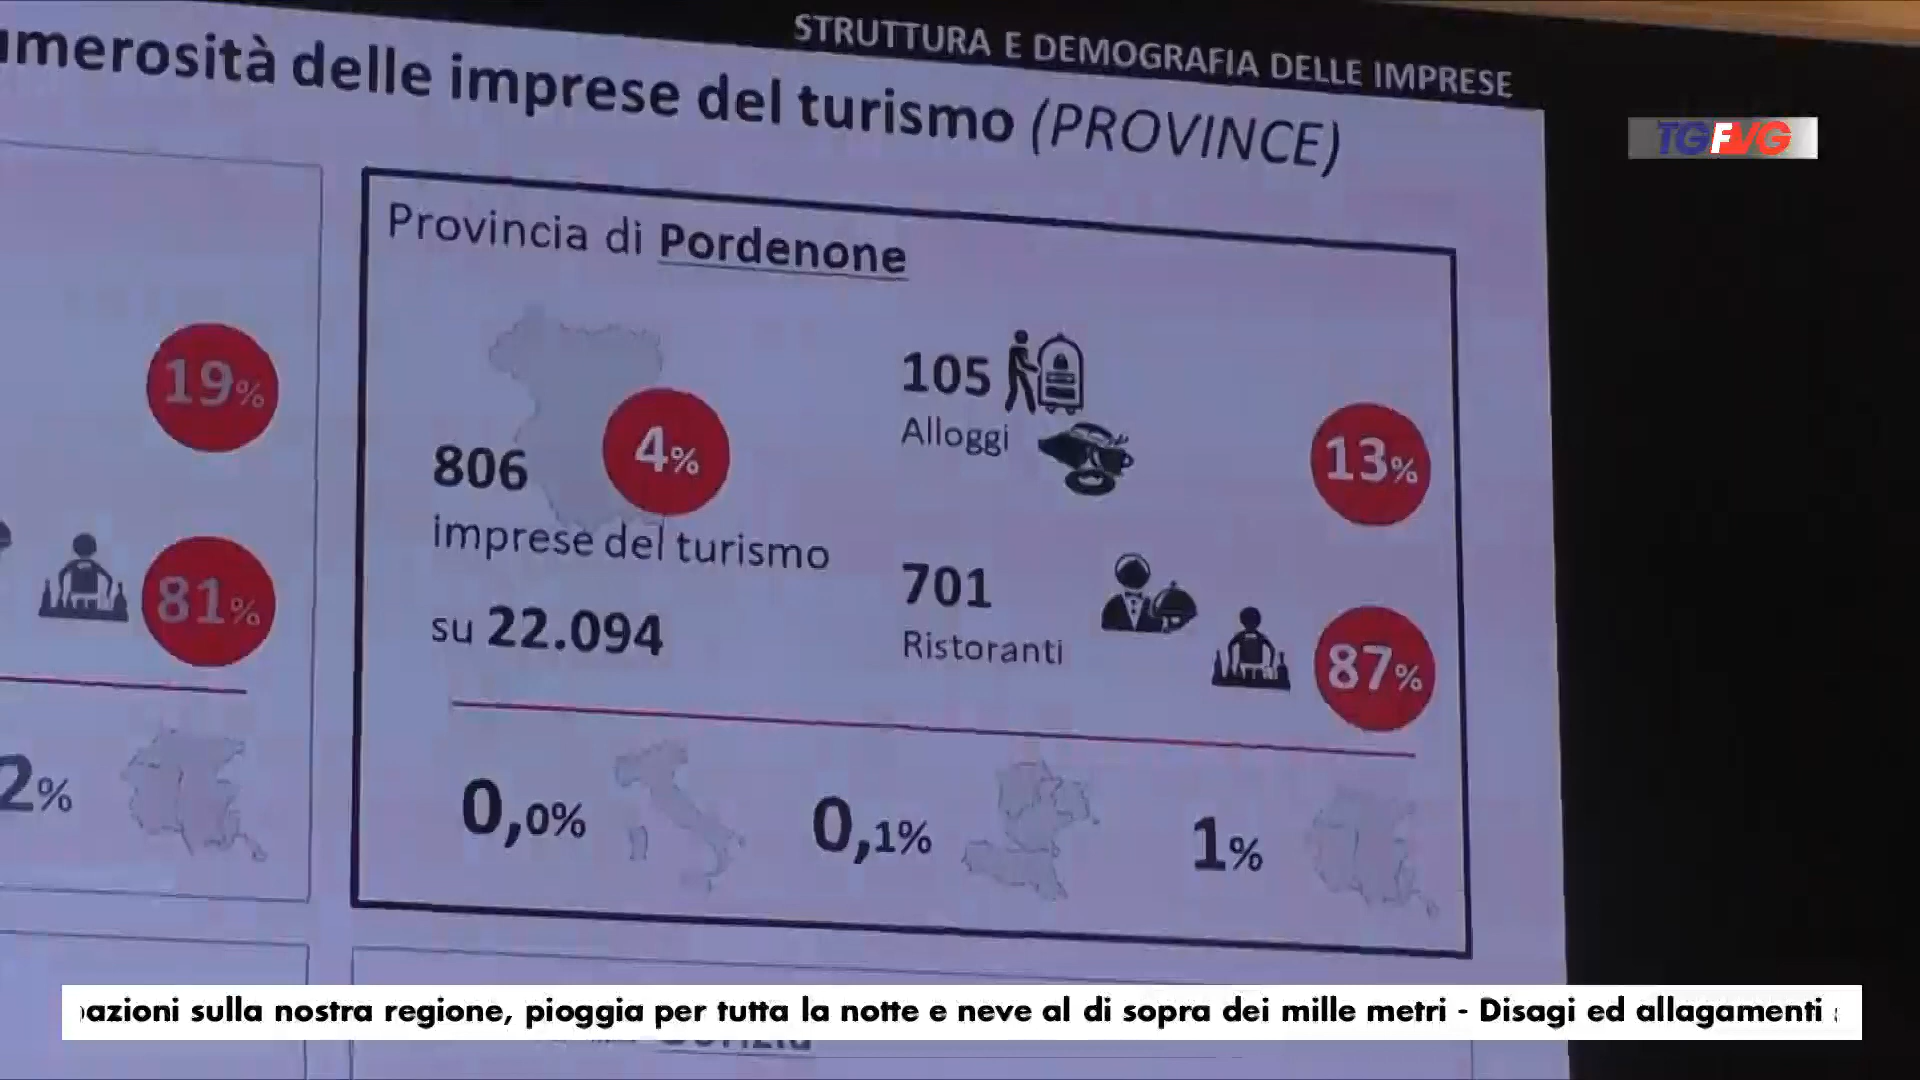 STRUTTURA E DEMOGRAFIA DELLE IMPRESE
delle imprese del turismo (PROVINCE)
TGFVG
Provincia di Pordenone
19%
81%
2%
806
4%
imprese del turismo
su 22.094
105
Alloggi
13%
701
Ristoranti
87%
0,0%
0,1%
1%
sulla nostra regione, pioggia per tutta la notte e neve al di sopra dei mille metri - Disagi ed allagamenti